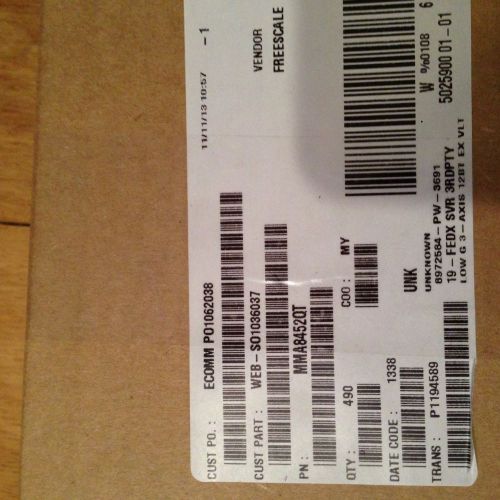 11/11/13 10:57 -1
VENDOR
FREESCALE
CUST PO. : ECOMM PO1062038
CUST PART : WEB-SO1036037
PN : MMA8452QT
QTY : 490
COO : MY
DATE CODE : 1338
UNK
TRANS : P1194589
W %0108 6
5025900 01-01
UNKNOWN
8972584-PW-3691
19-FEDX SVR 3RDPTY
LOW G 3-AXIS 12BT EX VLT